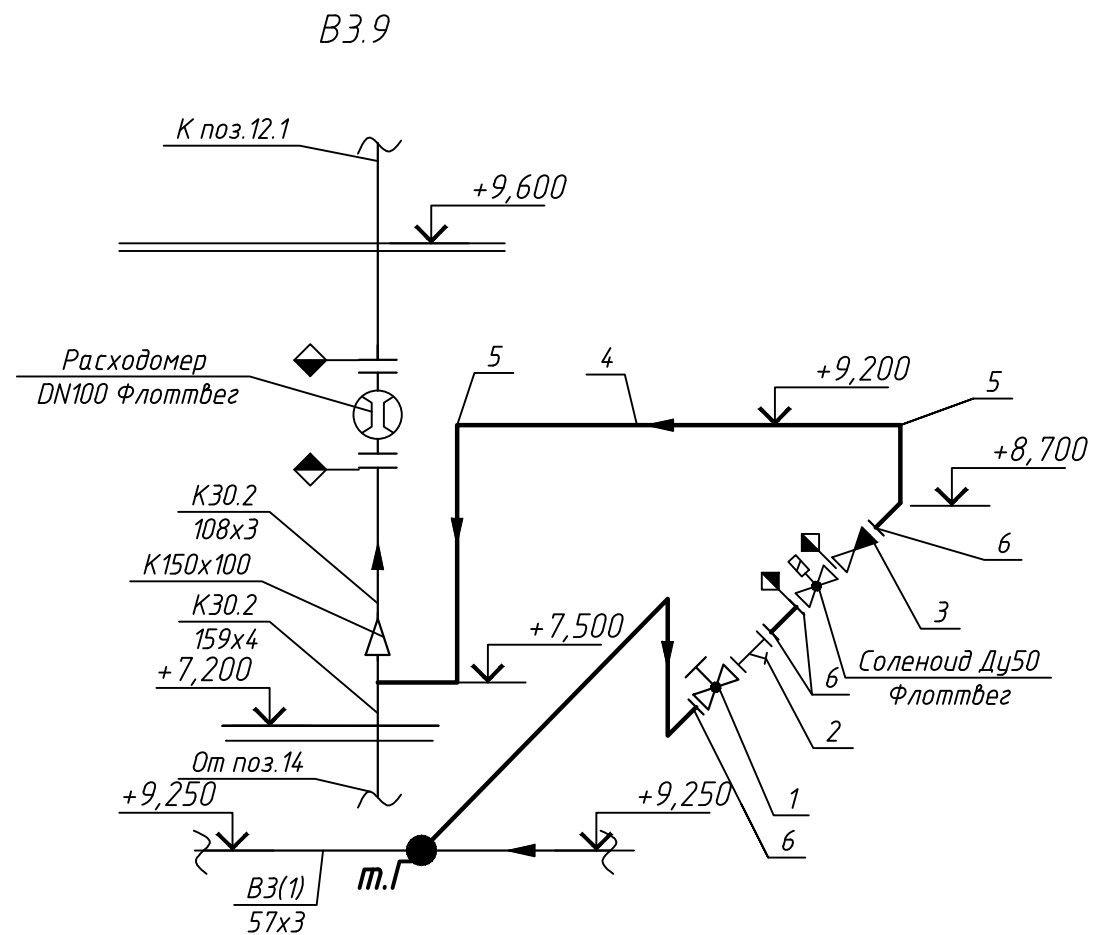 В3.9
К поз.12.1
+9,600
Расходомер
DN100 Флоттвег
5
4
+9,200
5
+8,700
К30.2
108х3
К150х100
К30.2
159х4
+7,200
+7,500
6
3
Соленоид Ду50
Флоттвег
6
2
От поз.14
+9,250
+9,250
1
6
т.1
В3(1)
57х3